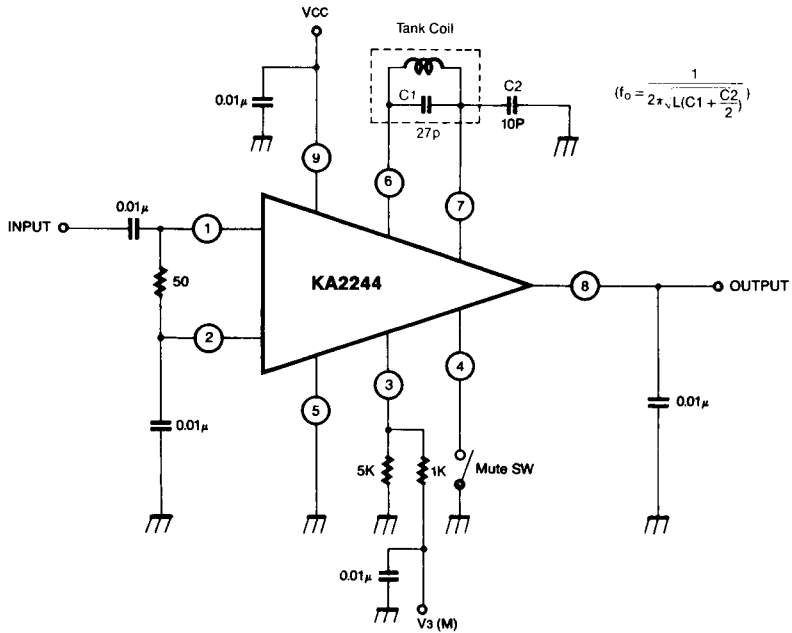 Vcc
Tank Coil
0.01μ
C1
C2
27p
10P
(fo = 1 / 2π√L(C1 + C2/2))
9
6
7
0.01μ
INPUT
1
50
KA2244
8
OUTPUT
2
3
4
5
0.01μ
0.01μ
5K
1K
Mute SW
0.01μ
V3 (M)